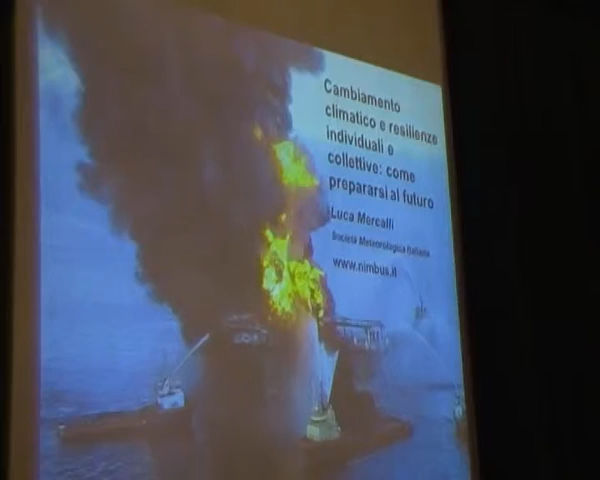 Cambiamento
climatico e resilienze
individuali e
collettive: come
prepararsi al futuro
Luca Mercalli
Società Meteorologica Italiana
www.nimbus.it